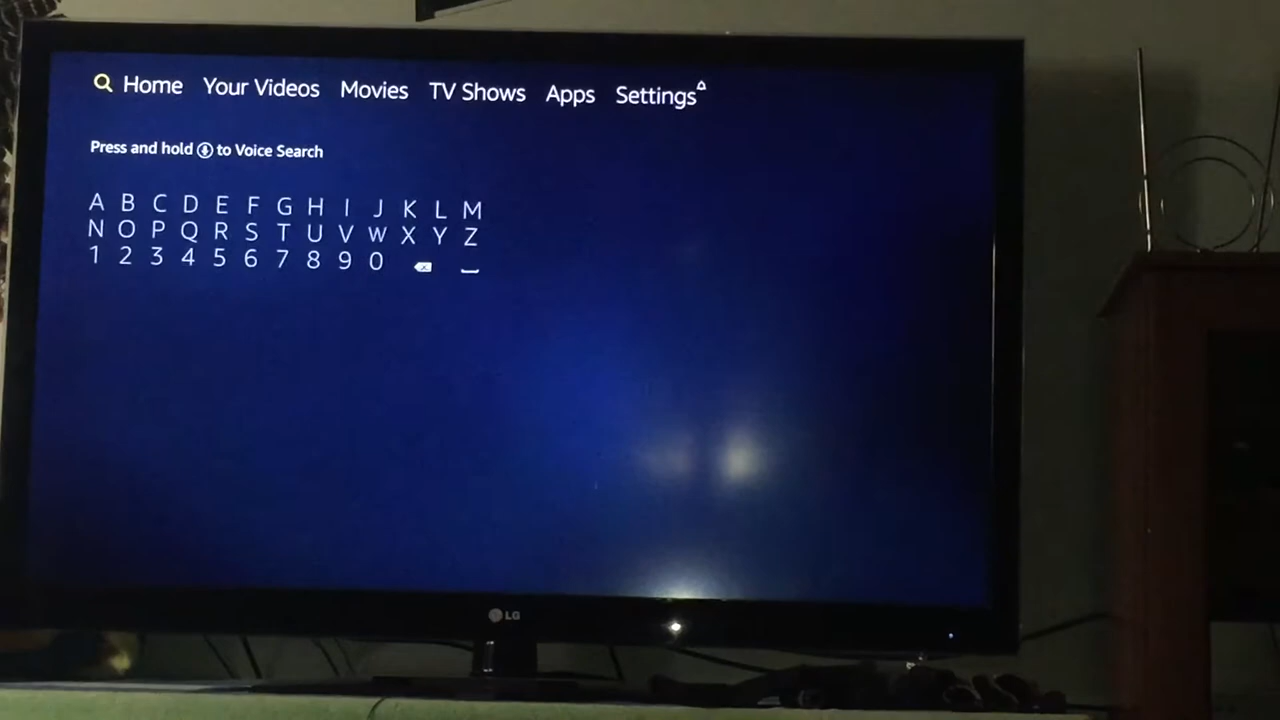 Home Your Videos Movies TV Shows Apps Settings
Press and hold to Voice Search
A B C D E F G H I J K L M
N O P Q R S T U V W X Y Z
1 2 3 4 5 6 7 8 9 0
LG